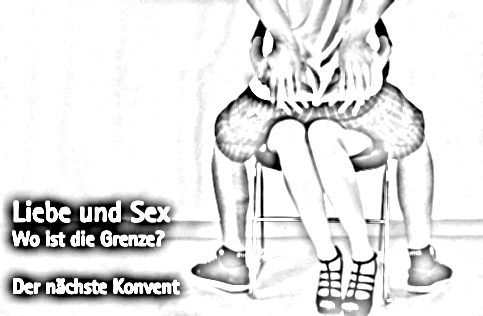 Liebe und Sex
Wo ist die Grenze?
Der nächste Konvent